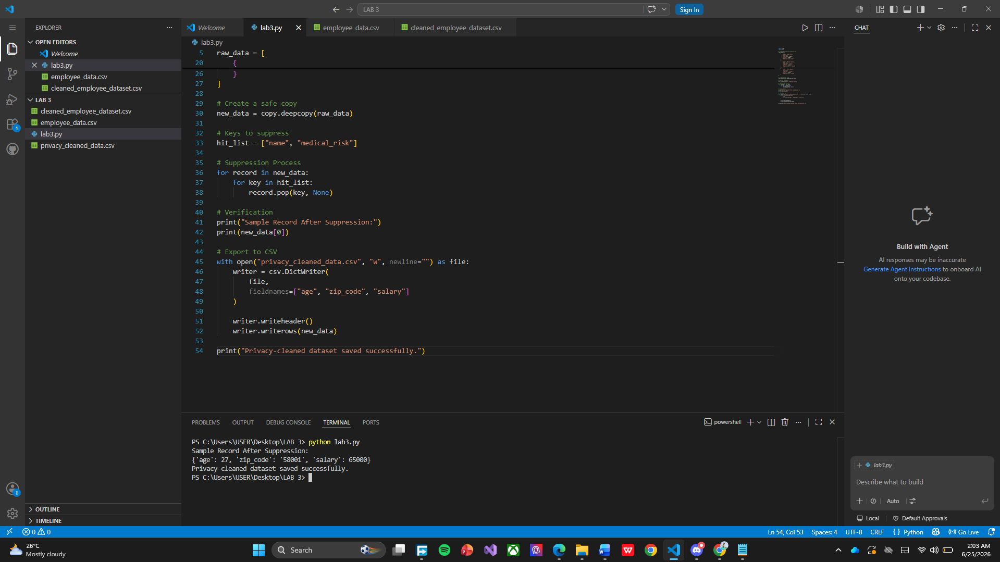 LAB 3
Sign In
EXPLORER
OPEN EDITORS
Welcome
lab3.py
employee_data.csv
cleaned_employee_dataset.csv
LAB 3
cleaned_employee_dataset.csv
employee_data.csv
lab3.py
privacy_cleaned_data.csv
OUTLINE
TIMELINE
1
1
Welcome
lab3.py
employee_data.csv
cleaned_employee_dataset.csv
lab3.py
5 raw_data = [
20 {
26 }
27 ]
28
29 # Create a safe copy
30 new_data = copy.deepcopy(raw_data)
31
32 # Keys to suppress
33 hit_list = ["name", "medical_risk"]
34
35 # Suppression Process
36 for record in new_data:
37 for key in hit_list:
38 record.pop(key, None)
39
40 # Verification
41 print("Sample Record After Suppression:")
42 print(new_data[0])
43
44 # Export to CSV
45 with open("privacy_cleaned_data.csv", "w", newline="") as file:
46 writer = csv.DictWriter(
47 file,
48 fieldnames=["age", "zip_code", "salary"]
49 )
50
51 writer.writeheader()
52 writer.writerows(new_data)
53
54 print("Privacy-cleaned dataset saved successfully.")
PROBLEMS
OUTPUT
DEBUG CONSOLE
TERMINAL
PORTS
powershell
PS C:\Users\USER\Desktop\LAB 3> python lab3.py
Sample Record After Suppression:
{'age': 27, 'zip_code': '58001', 'salary': 65000}
Privacy-cleaned dataset saved successfully.
PS C:\Users\USER\Desktop\LAB 3>
CHAT
Build with Agent
AI responses may be inaccurate
Generate Agent Instructions to onboard AI
onto your codebase.
lab3.py
Describe what to build
Auto
Local
Default Approvals
0 0
Ln 54, Col 53
Spaces: 4
UTF-8
CRLF
{ } Python
Go Live
26°C
Mostly cloudy
Search
2:03 AM
6/25/2026